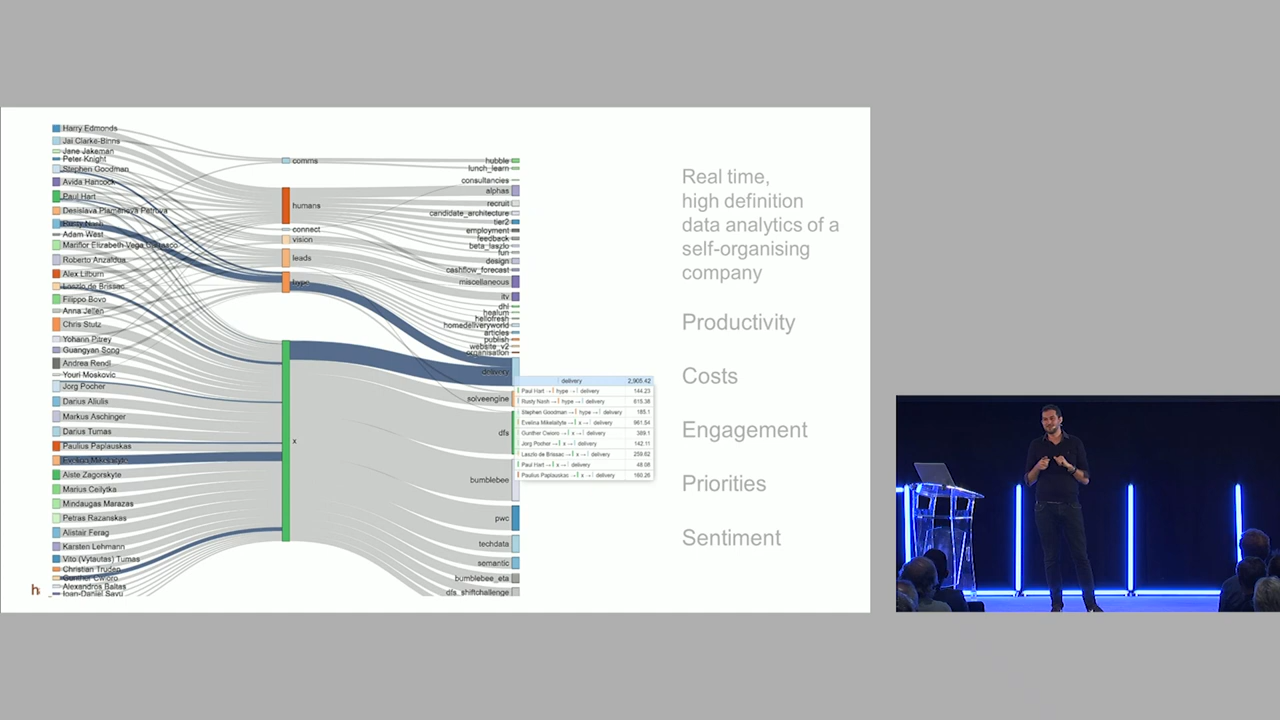 Harry Edmonds
Jai Clarke-Binns
Jane Jakeman
Peter Knight
Stephen Goodman
Avida Hancock
Paul Hart
Desislava Plamenova Petrova
Rusty Nash
Adam West
Mariflor Elizabeth Vega
Roberto Anzaldua
Alex Lilburn
Laszlo de Brissac
Filippo Bovo
Anna Jellen
Chris Stutz
Yohann Pitrey
Guangyan Song
Andrea Rendl
Youri Moskovic
Jorg Pocher
Darius Aliulis
Markus Aschinger
Darius Tumas
Paulius Paplauskas
Evelina Mikelaityte
Aiste Zagorskyte
Marius Ceilytka
Mindaugas Marazas
Petras Razanskas
Alistair Ferag
Karsten Lehmann
Vito (Vytautas) Tumas
Christian Truden
Gunther Cwioro
Alexandros Baltas
Ioan-Daniel Savu
h
comms
humans
connect
vision
leads
hype
x
hubble
lunch_learn
consultancies
alphas
recruit
candidate_architecture
tier2
employment
feedback
beta_laszlo
fun
design
cashflow_forecast
miscellaneous
itv
dhl
healum
hellofresh
homedeliveryworld
articles
publish
website_v2
organisation
delivery
solveengine
dfs
bumblebee
pwc
techdata
semantic
bumblebee_eta
dfs_shiftchallenge
delivery 2,905.42
Paul Hart → hype → delivery 144.23
Rusty Nash → hype → delivery 615.38
Stephen Goodman → hype → delivery 185.1
Evelina Mikelaityte → x → delivery 961.54
Gunther Cwioro → x → delivery 389.1
Jorg Pocher → x → delivery 142.11
Laszlo de Brissac → x → delivery 259.62
Paul Hart → x → delivery 48.08
Paulius Paplauskas → x → delivery 160.26
Real time,
high definition
data analytics of a
self-organising
company
Productivity
Costs
Engagement
Priorities
Sentiment